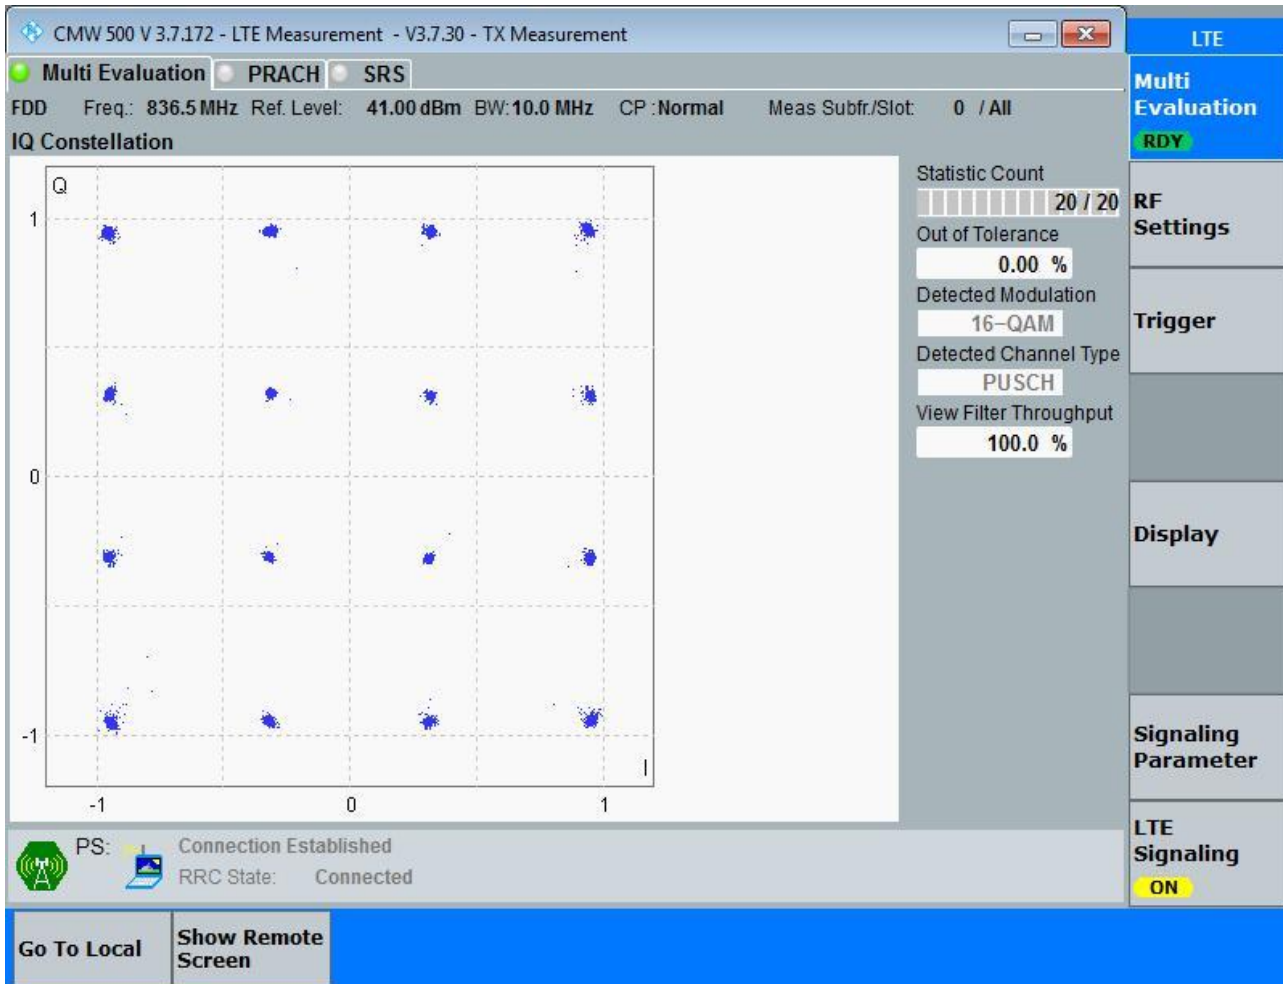 CMW 500 V 3.7.172 - LTE Measurement - V3.7.30 - TX Measurement
LTE
Multi Evaluation PRACH SRS
FDD Freq.: 836.5 MHz Ref. Level: 41.00 dBm BW: 10.0 MHz CP : Normal Meas Subfr./Slot: 0 / All
IQ Constellation
Q
1
0
-1
I
-1 0 1
Statistic Count
20 / 20
Out of Tolerance
0.00 %
Detected Modulation
16-QAM
Detected Channel Type
PUSCH
View Filter Throughput
100.0 %
Multi
Evaluation
RDY
RF
Settings
Trigger
Display
Signaling
Parameter
LTE
Signaling
ON
PS: Connection Established
RRC State: Connected
Go To Local
Show Remote
Screen